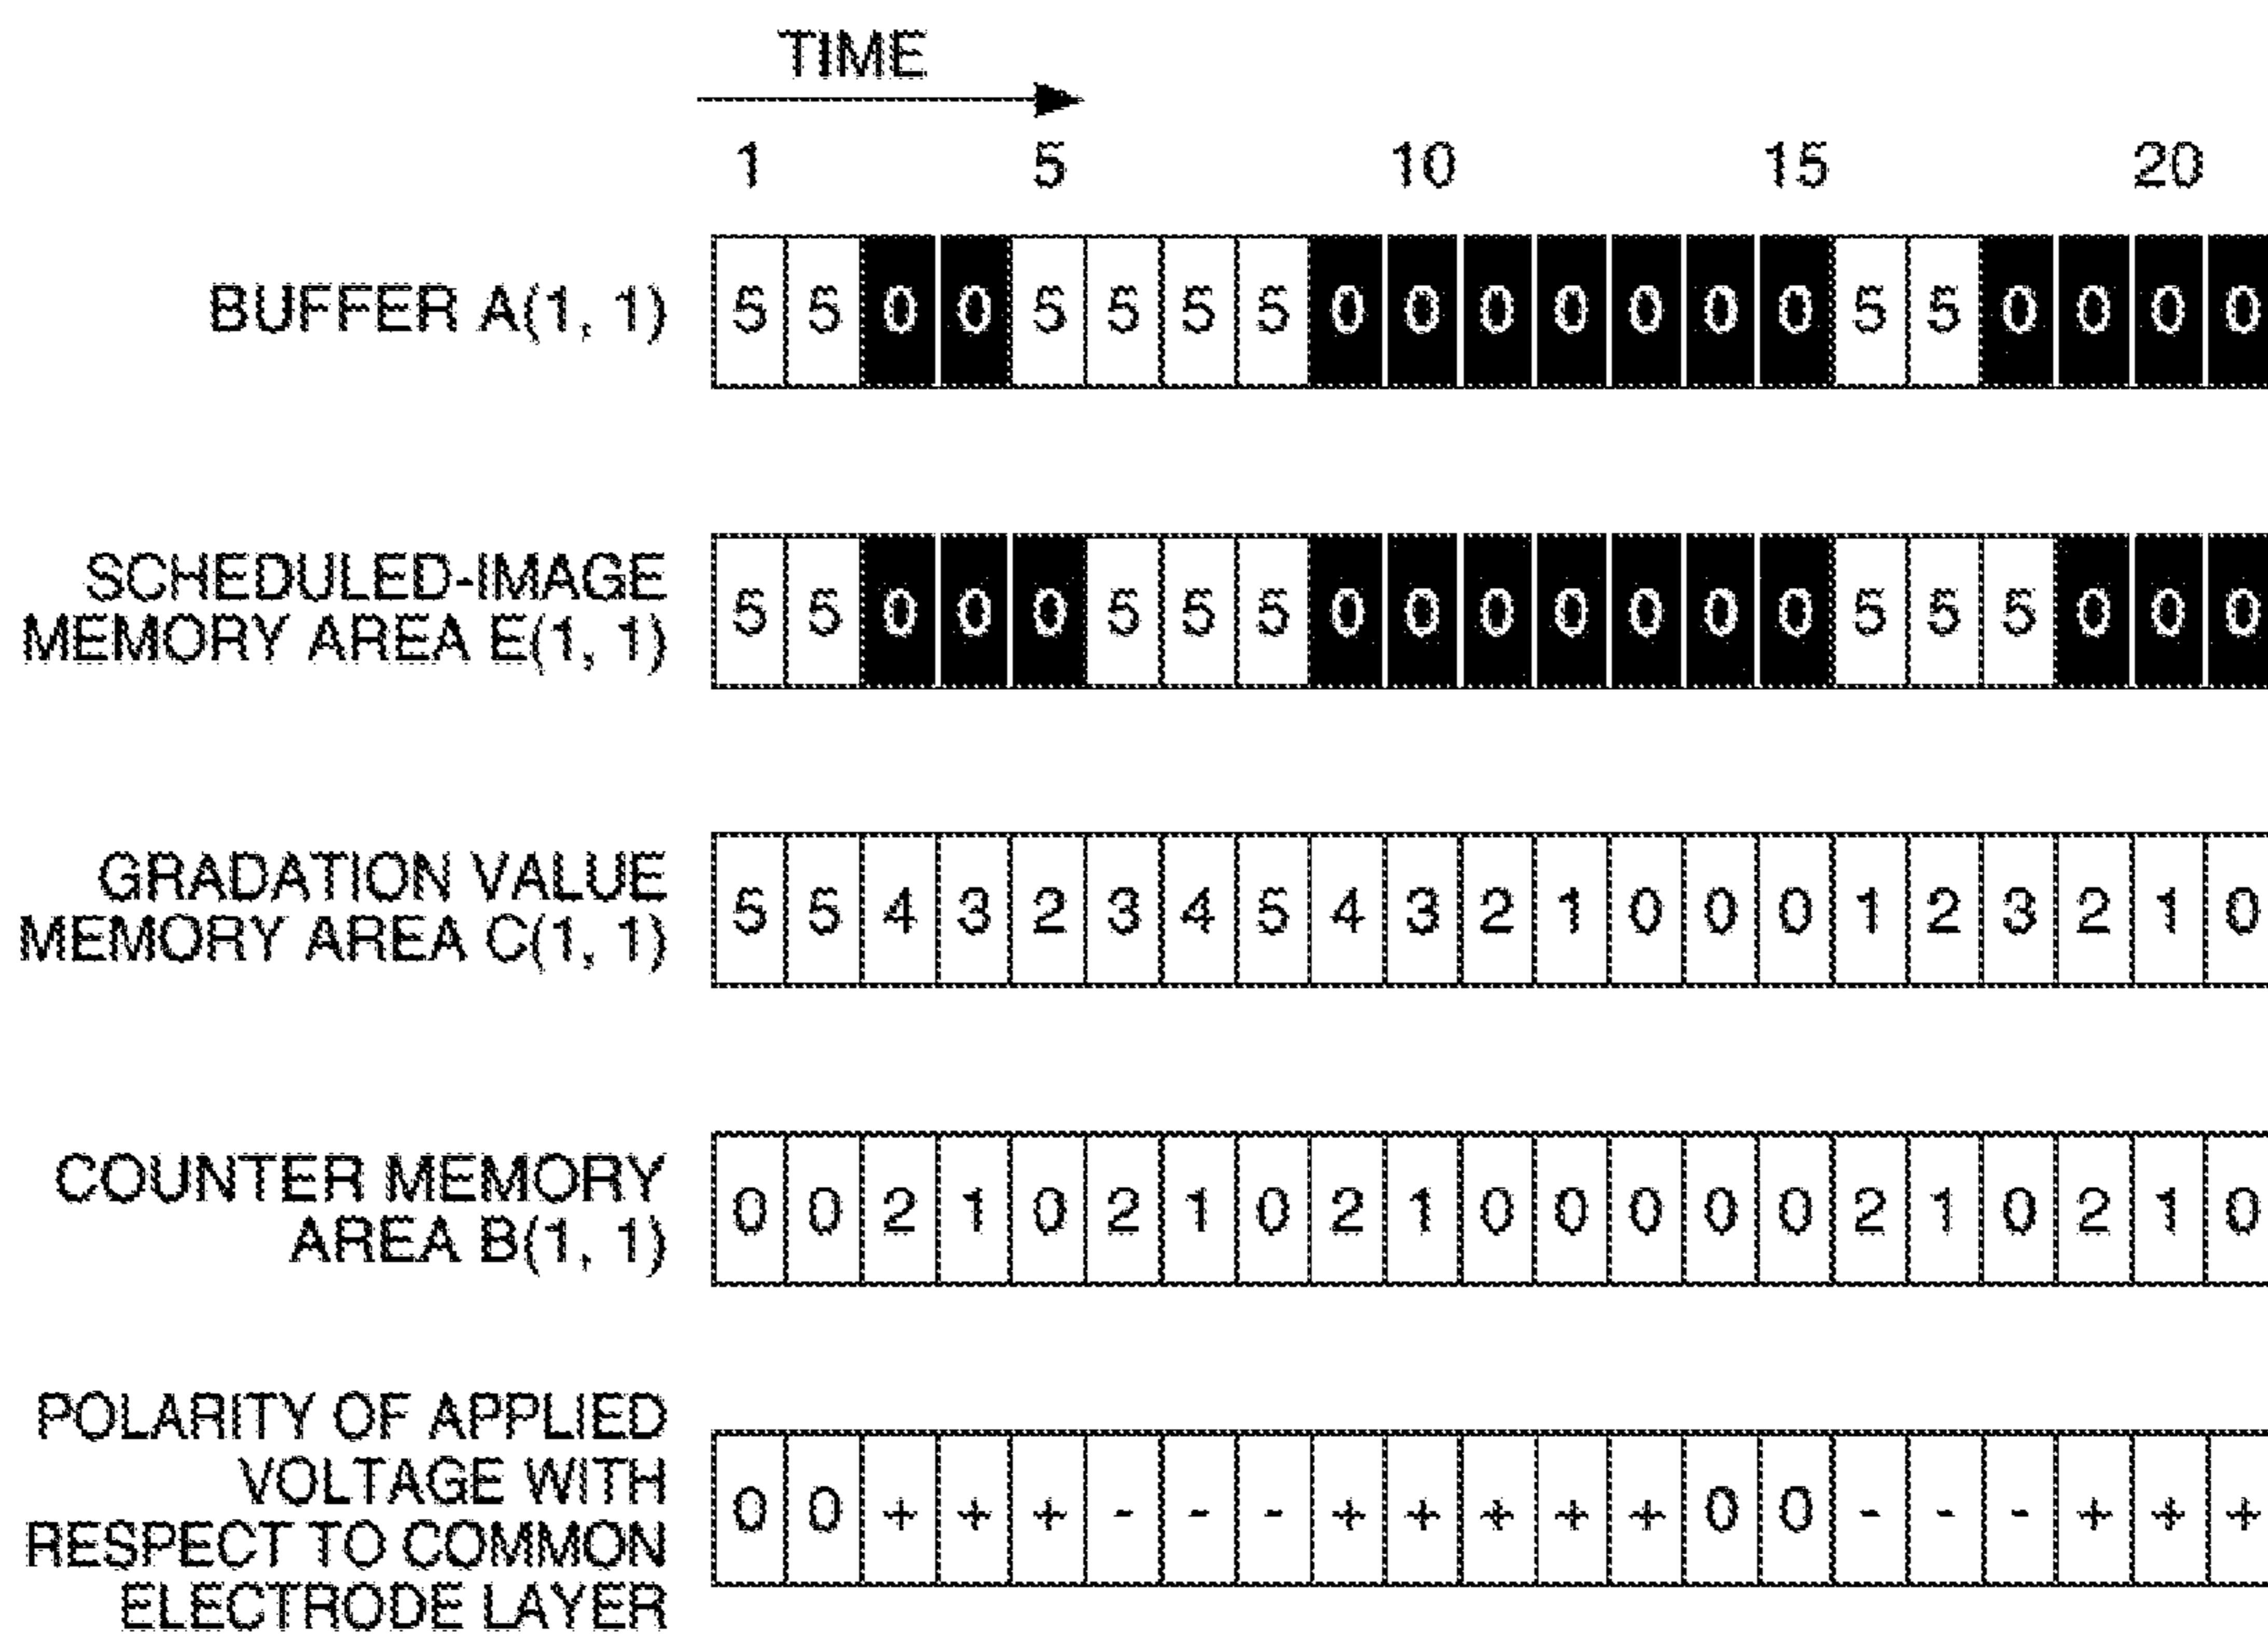 TIME
1 5 10 15 20
BUFFER A(1, 1) 5 5 0 0 5 5 5 5 0 0 0 0 0 0 0 5 5 0 0 0 0
SCHEDULED-IMAGE
MEMORY AREA E(1, 1) 5 5 0 0 0 5 5 5 0 0 0 0 0 0 0 5 5 5 0 0 0
GRADATION VALUE
MEMORY AREA C(1, 1) 5 5 4 3 2 3 4 5 4 3 2 1 0 0 0 1 2 3 2 1 0
COUNTER MEMORY
AREA B(1, 1) 0 0 2 1 0 2 1 0 2 1 0 0 0 0 0 2 1 0 2 1 0
POLARITY OF APPLIED
VOLTAGE WITH
RESPECT TO COMMON
ELECTRODE LAYER 0 0 + + + - - - + + + + + 0 0 - - - + + +